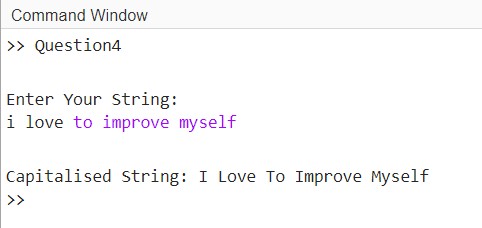 Command Window
>> Question4
Enter Your String:
i love to improve myself
Capitalised String: I Love To Improve Myself
>>